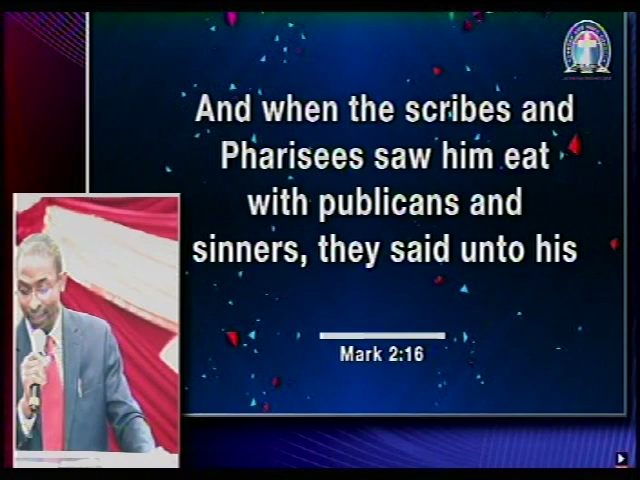 And when the scribes and
Pharisees saw him eat
with publicans and
sinners, they said unto his
Mark 2:16